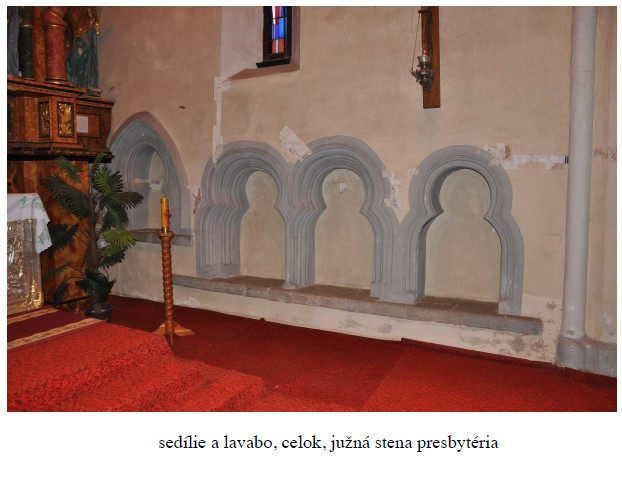 sedílie a lavabo, celok, južná stena presbytéria